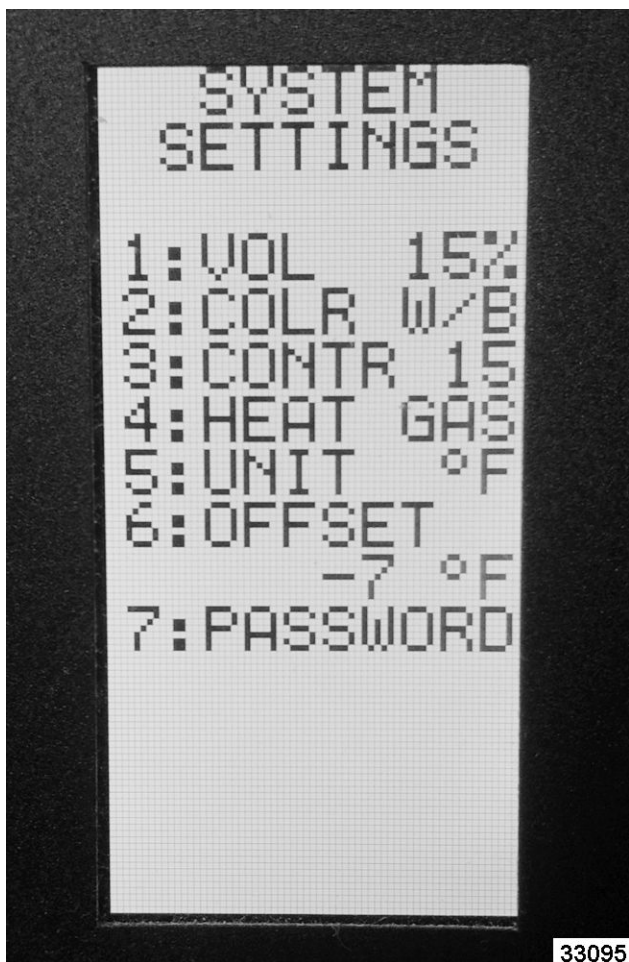 SYSTEM
SETTINGS
1:VOL 15%
2:COLR W/B
3:CONTR 15
4:HEAT GAS
5:UNIT °F
6:OFFSET
-7 °F
7:PASSWORD
33095